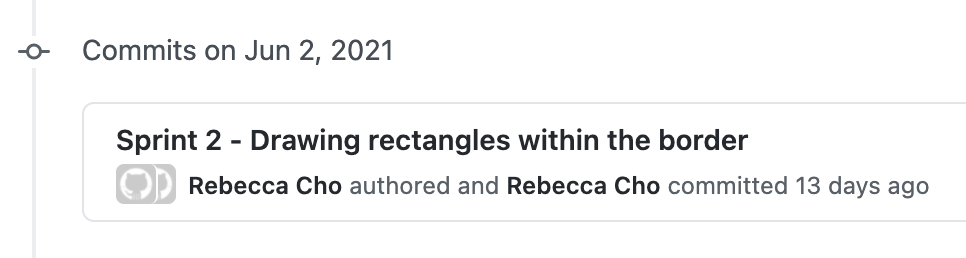 Commits on Jun 2, 2021
Sprint 2 - Drawing rectangles within the border
Rebecca Cho authored and Rebecca Cho committed 13 days ago